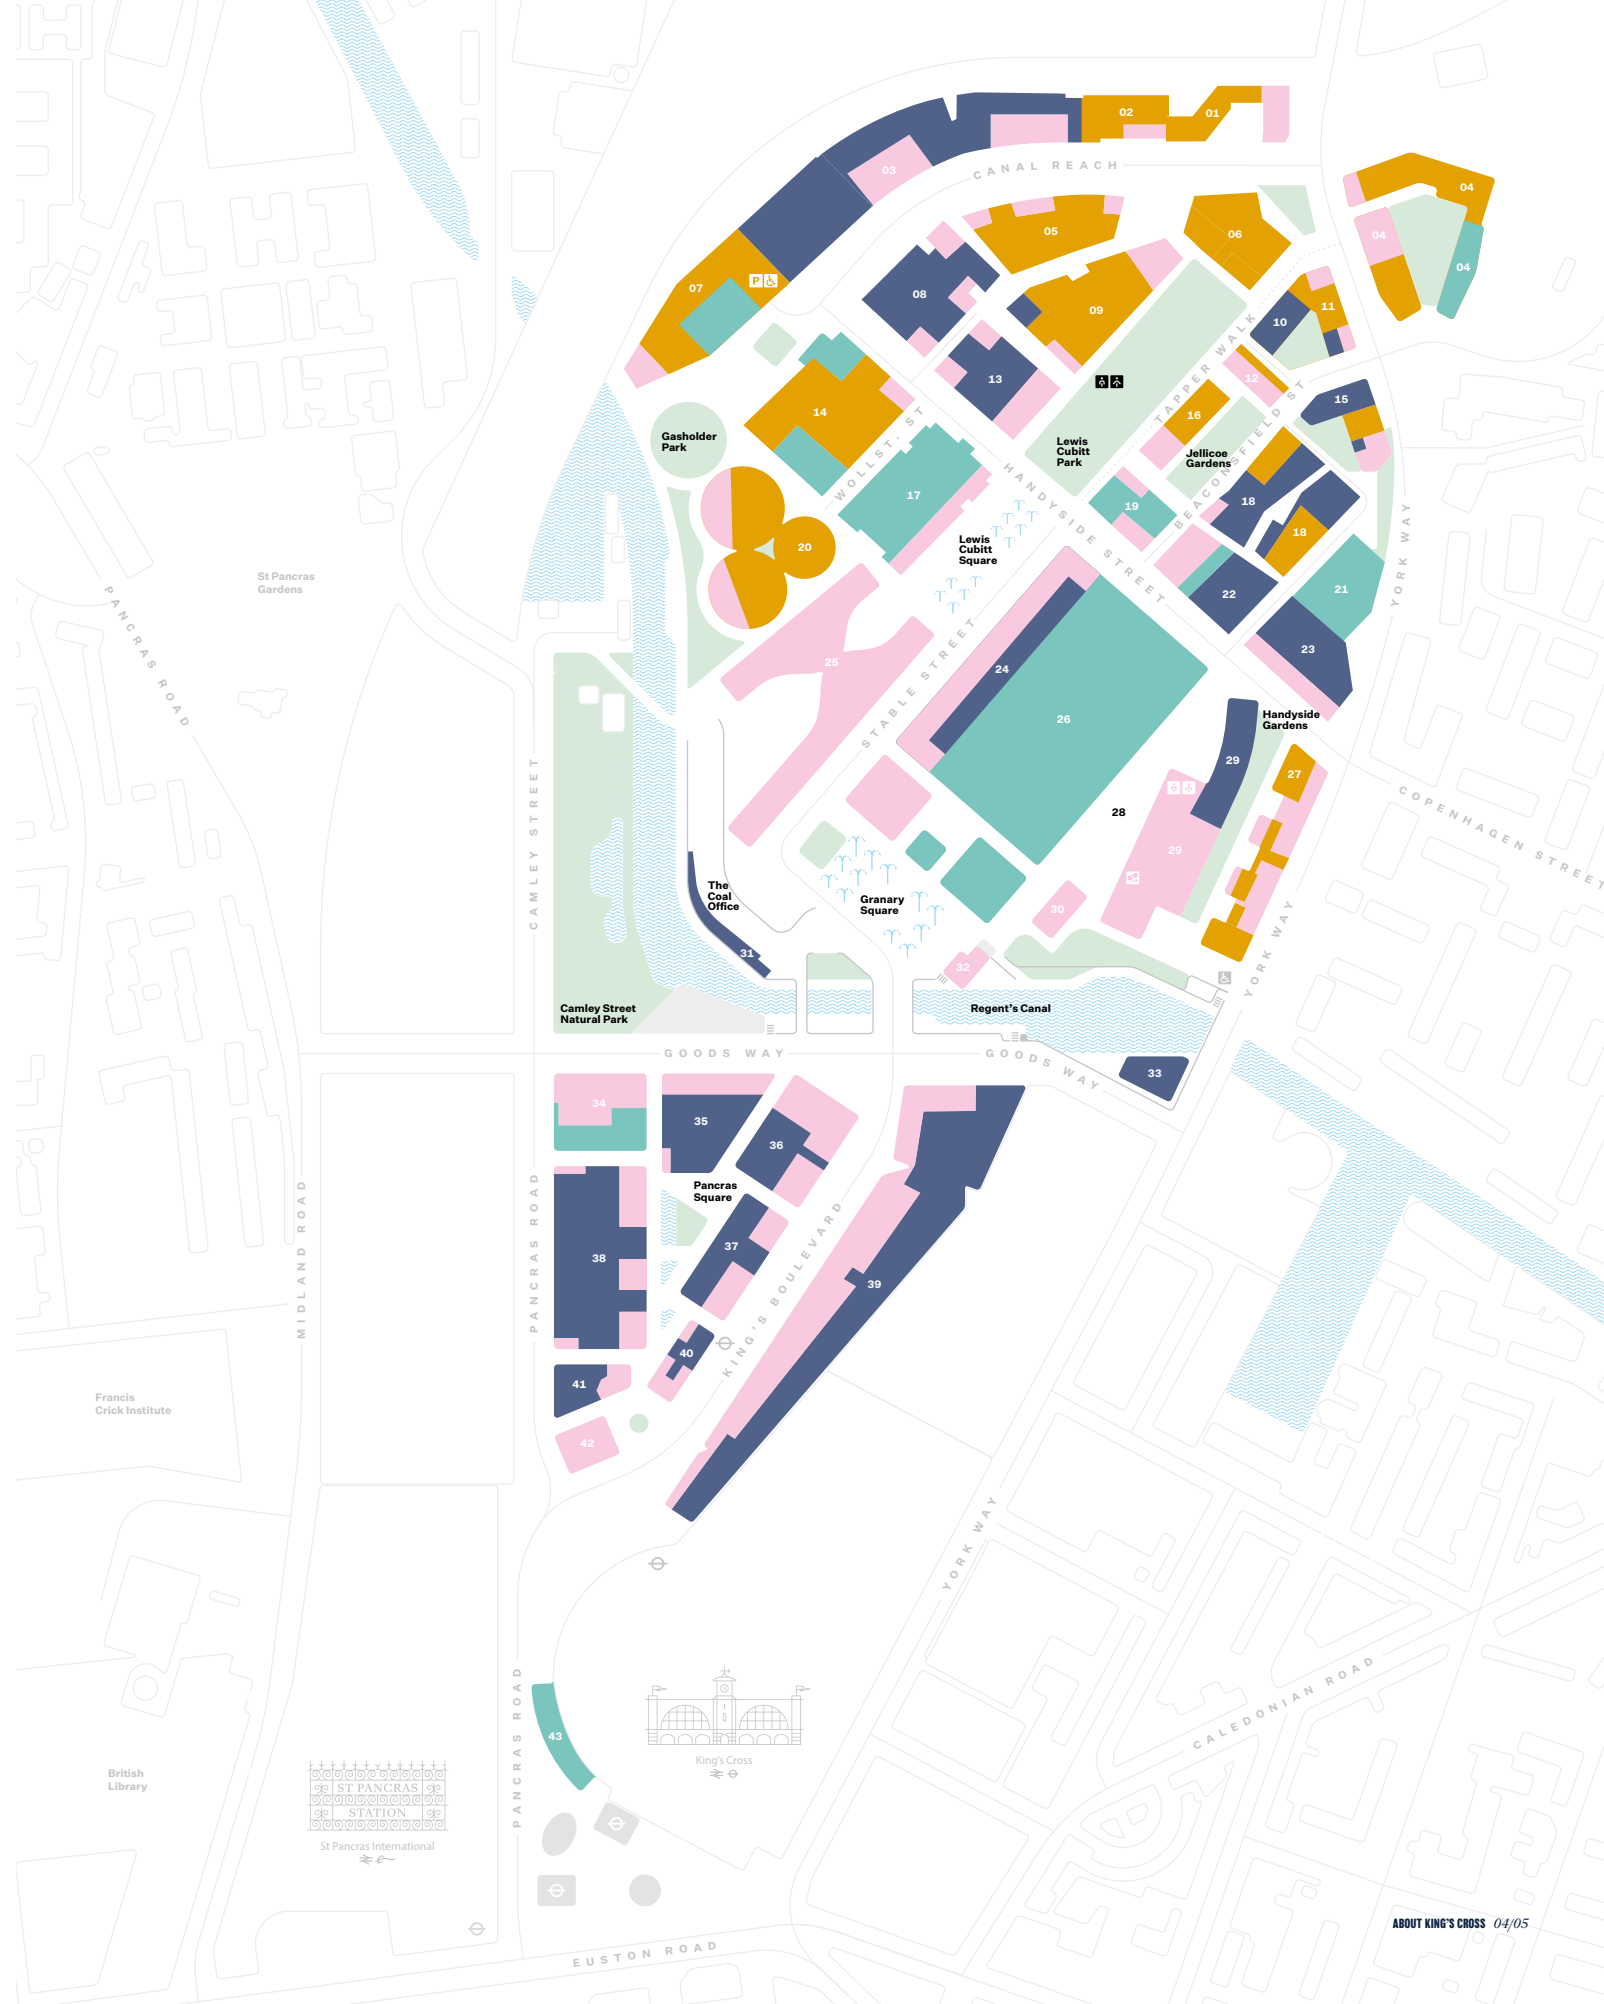 02
01
03
CANAL REACH
04
04
04
05
06
07
P
08
09
10
11
12
13
14
15
16
TAPER WALK
BEACONSFIELD ST
WOLLST. ST
Gasholder
Park
Lewis
Cubitt
Park
Jellicoe
Gardens
HANDYSIDE STREET
17
18
18
19
20
Lewis
Cubitt
Square
YORK WAY
21
22
23
St Pancras
Gardens
PANCRAS ROAD
24
25
STABLE STREET
26
Handyside
Gardens
27
28
29
29
COPENHAGEN STREET
CAMLEY STREET
The
Coal
Office
Granary
Square
30
31
32
YORK WAY
Camley Street
Natural Park
Regent's Canal
GOODS WAY
GOODS WAY
33
34
35
36
Pancras
Square
37
38
39
KING'S BOULEVARD
MIDLAND ROAD
PANCRAS ROAD
40
41
42
Francis
Crick Institute
YORK WAY
CALEDONIAN ROAD
43
PANCRAS ROAD
King's Cross
British
Library
ST PANCRAS
STATION
St Pancras International
EUSTON ROAD
ABOUT KING'S CROSS 04/05